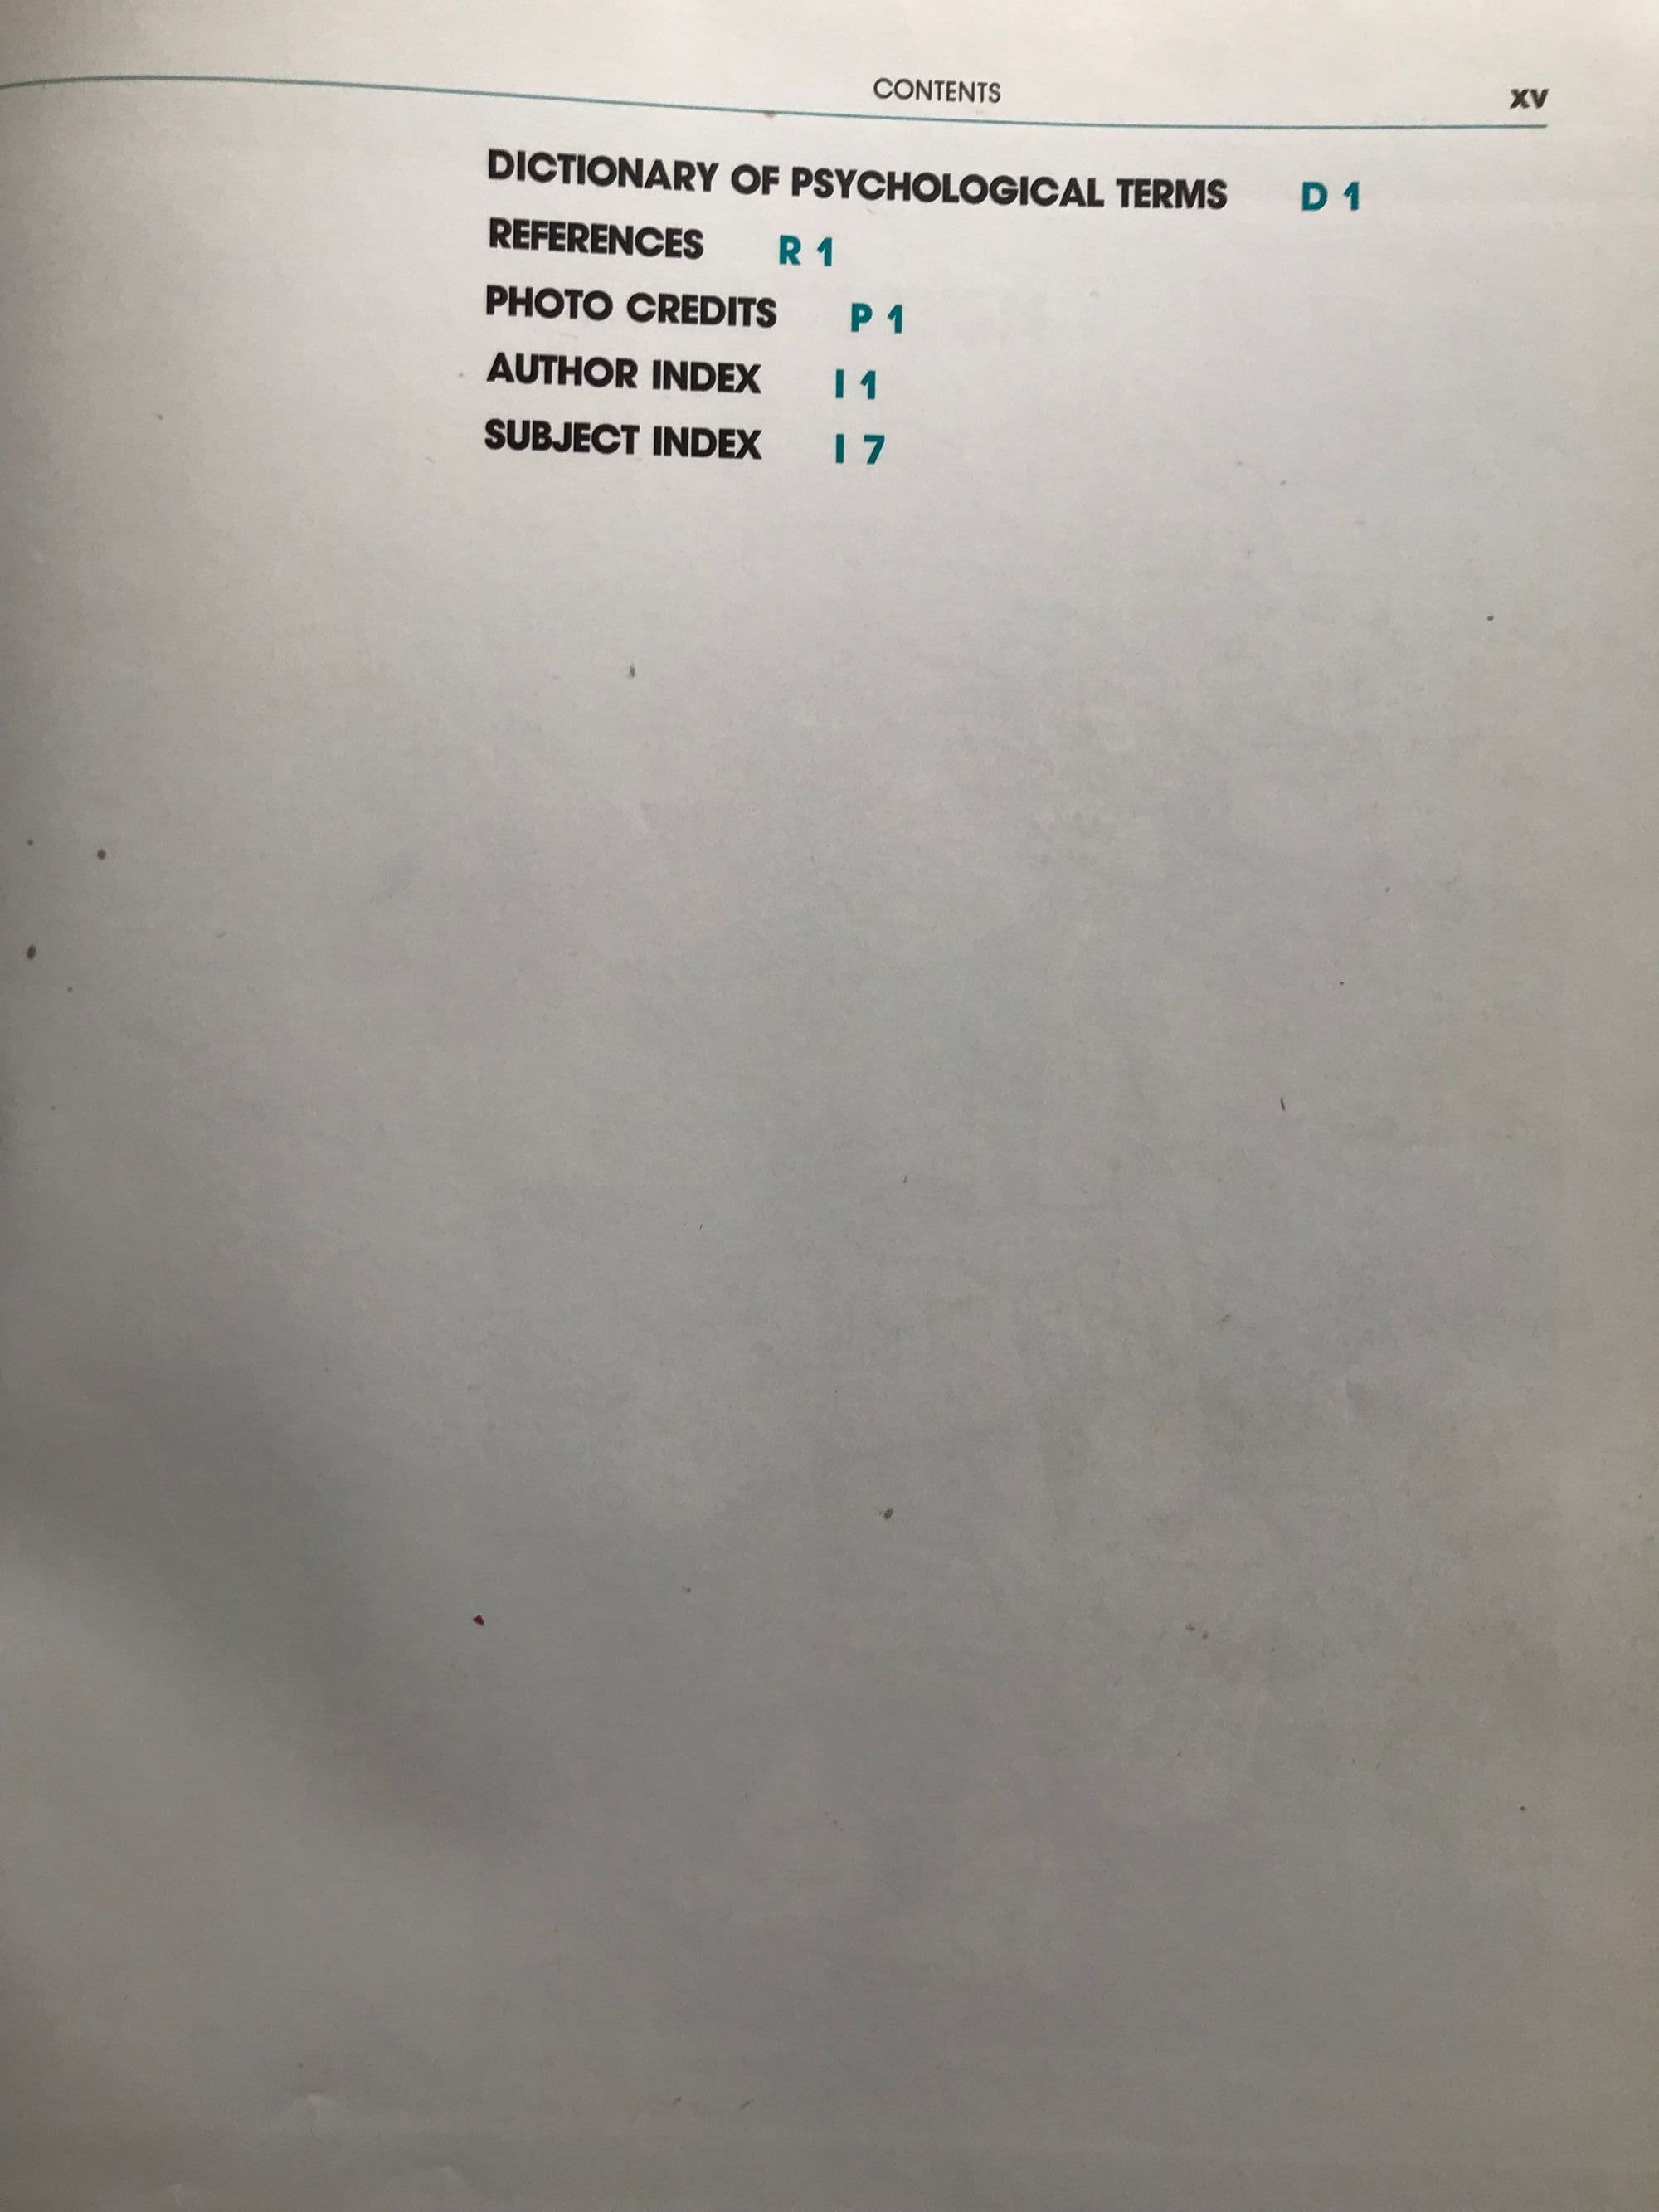 CONTENTS XV
DICTIONARY OF PSYCHOLOGICAL TERMS D 1
REFERENCES R 1
PHOTO CREDITS P 1
AUTHOR INDEX I 1
SUBJECT INDEX I 7